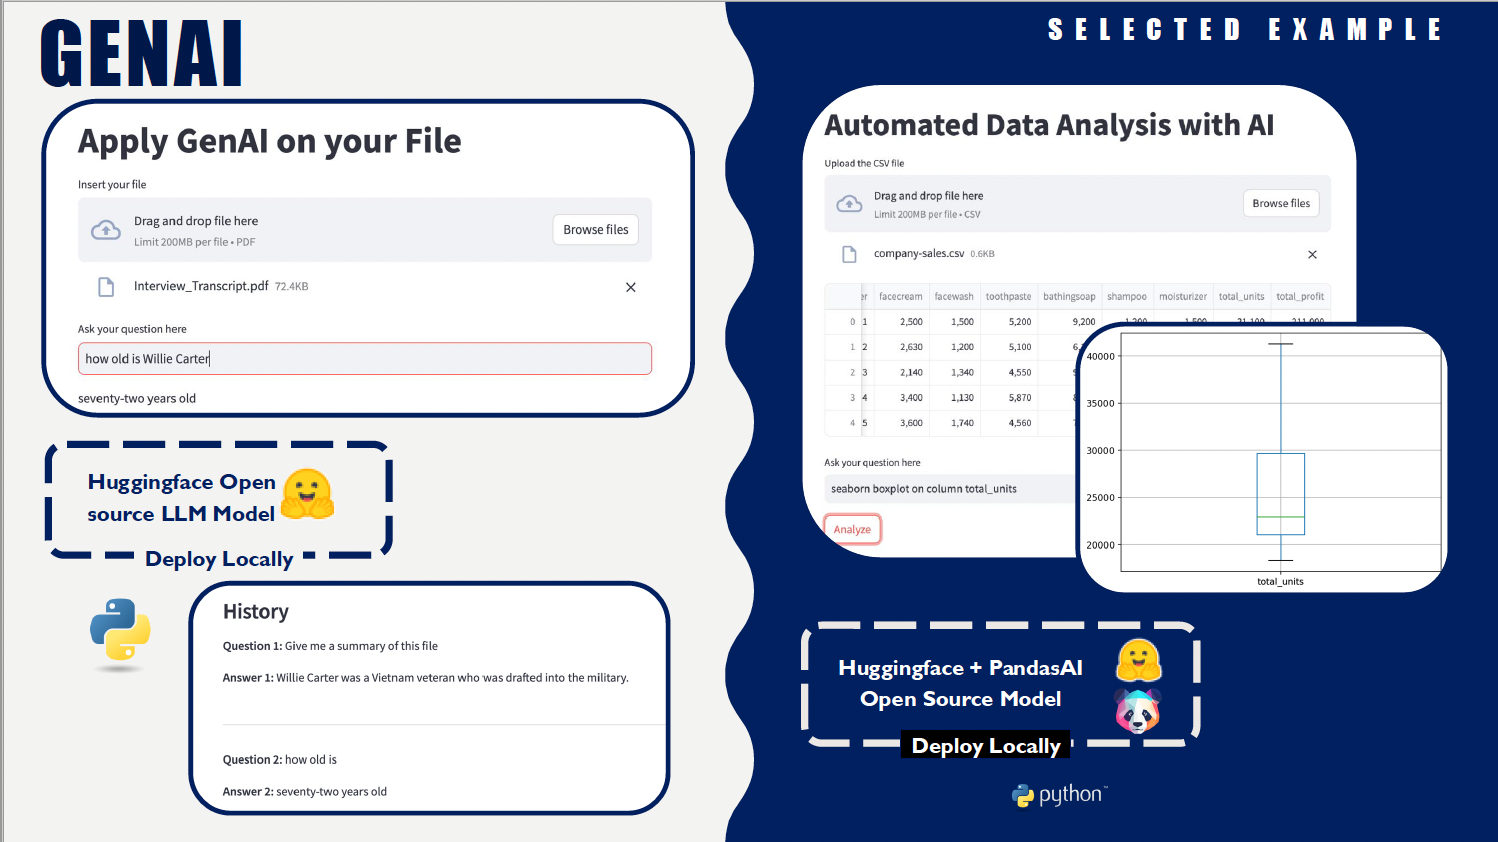 GENAI
SELECTED EXAMPLE
Apply GenAI on your File
Insert your file
Drag and drop file here
Limit 200MB per file • PDF
Browse files
Interview_Transcript.pdf 72.4KB
Ask your question here
how old is Willie Carter
seventy-two years old
Huggingface Open
source LLM Model
Deploy Locally
History
Question 1: Give me a summary of this file
Answer 1: Willie Carter was a Vietnam veteran who was drafted into the military.
Question 2: how old is
Answer 2: seventy-two years old
Automated Data Analysis with AI
Upload the CSV file
Drag and drop file here
Limit 200MB per file • CSV
Browse files
company-sales.csv 0.6KB
er facecream facewash toothpaste bathingsoap shampoo moisturizer total_units total_profit
0 1 2,500 1,500 5,200 9,200
1 2 2,630 1,200 5,100
2 3 2,140 1,340 4,550
3 4 3,400 1,130 5,870
4 5 3,600 1,740 4,560
Ask your question here
seaborn boxplot on column total_units
Analyze
40000
35000
30000
25000
20000
total_units
Huggingface + PandasAI
Open Source Model
Deploy Locally
python™